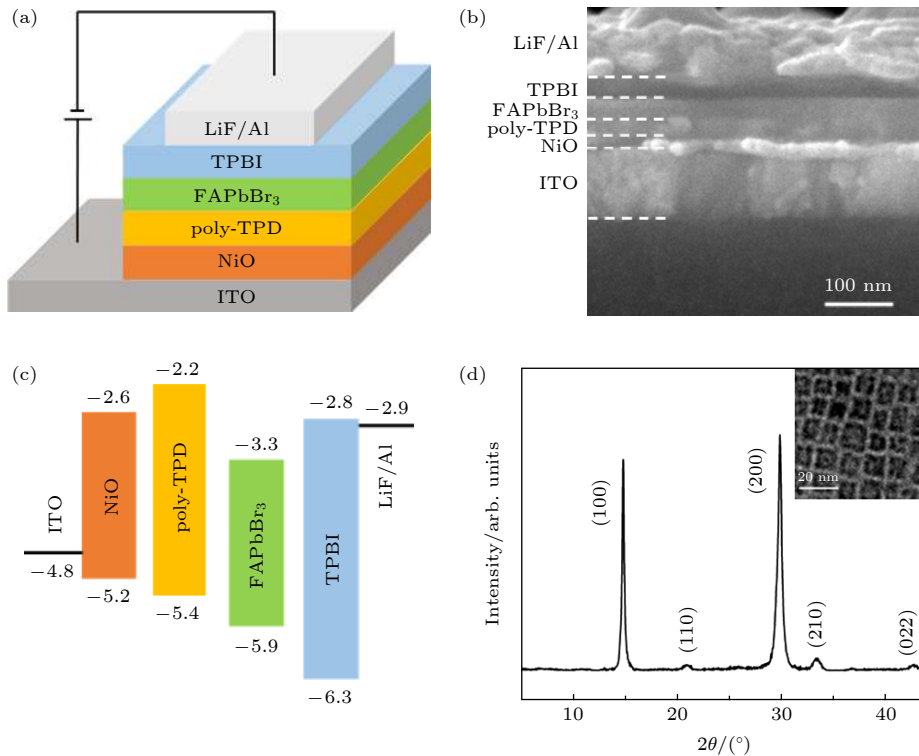 (a)
LiF/Al
TPBI
FAPbBr₃
poly-TPD
NiO
ITO
(b)
LiF/Al
TPBI
FAPbBr₃
poly-TPD
NiO
ITO
100 nm
(c)
−2.2
−2.6
−2.8
−2.9
−3.3
ITO
NiO
poly-TPD
FAPbBr₃
TPBI
LiF/Al
−4.8
−5.2
−5.4
−5.9
−6.3
(d)
20 nm
(100)
(110)
(200)
(210)
(022)
Intensity/arb. units
10 20 30 40
2θ/(°)